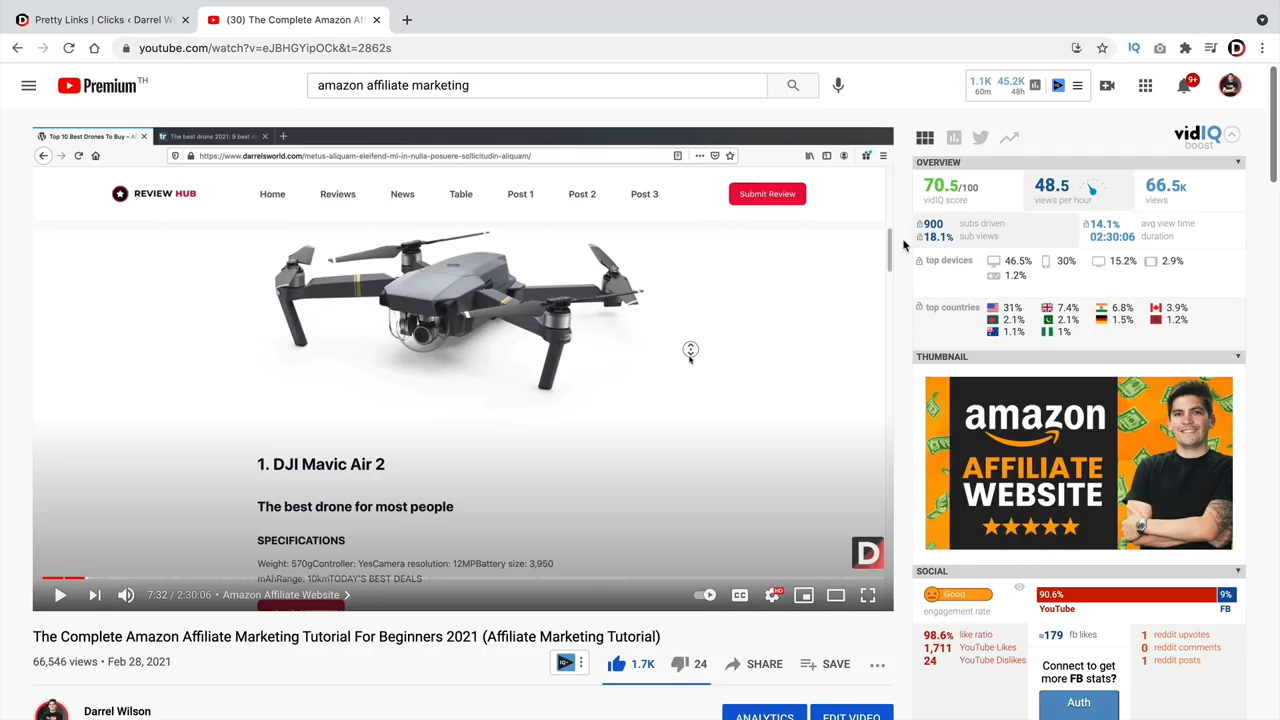 Pretty Links | Clicks ‹ Darrel W
(30) The Complete Amazon Af
youtube.com/watch?v=eJBHGYipOCk&t=2862s
IQ
Premium TH
amazon affiliate marketing
1.1K 45.2K
60m 48h
9+
Top 10 Best Drones To Buy – A
The best drone 2021: 9 best d
https://www.darrelsworld.com/metus-aliquam-eleifend-mi-in-nulla-posuere-sollicitudin-aliquam/
REVIEW HUB
Home
Reviews
News
Table
Post 1
Post 2
Post 3
Submit Review
1. DJI Mavic Air 2
The best drone for most people
SPECIFICATIONS
Weight: 570gController: YesCamera resolution: 12MPBattery size: 3,950
mAhRange: 10kmTODAY'S BEST DEALS
D
7:32 / 2:30:06 • Amazon Affiliate Website
CC
HD
The Complete Amazon Affiliate Marketing Tutorial For Beginners 2021 (Affiliate Marketing Tutorial)
66,546 views • Feb 28, 2021
1.7K
24
SHARE
SAVE
Darrel Wilson
ANALYTICS
EDIT VIDEO
vidIQ
boost
OVERVIEW
70.5/100
vidIQ score
48.5
views per hour
66.5K
views
900 subs driven
18.1% sub views
14.1% avg view time
02:30:06 duration
top devices
46.5% 30% 15.2% 2.9%
1.2%
top countries
31% 7.4% 6.8% 3.9%
2.1% 2.1% 1.5% 1.2%
1.1% 1%
THUMBNAIL
amazon
AFFILIATE
WEBSITE
SOCIAL
Good
engagement rate
90.6% 9%
YouTube FB
98.6% like ratio
1,711 YouTube Likes
24 YouTube Dislikes
≈179 fb likes
Connect to get
more FB stats?
Auth
1 reddit upvotes
0 reddit comments
1 reddit posts